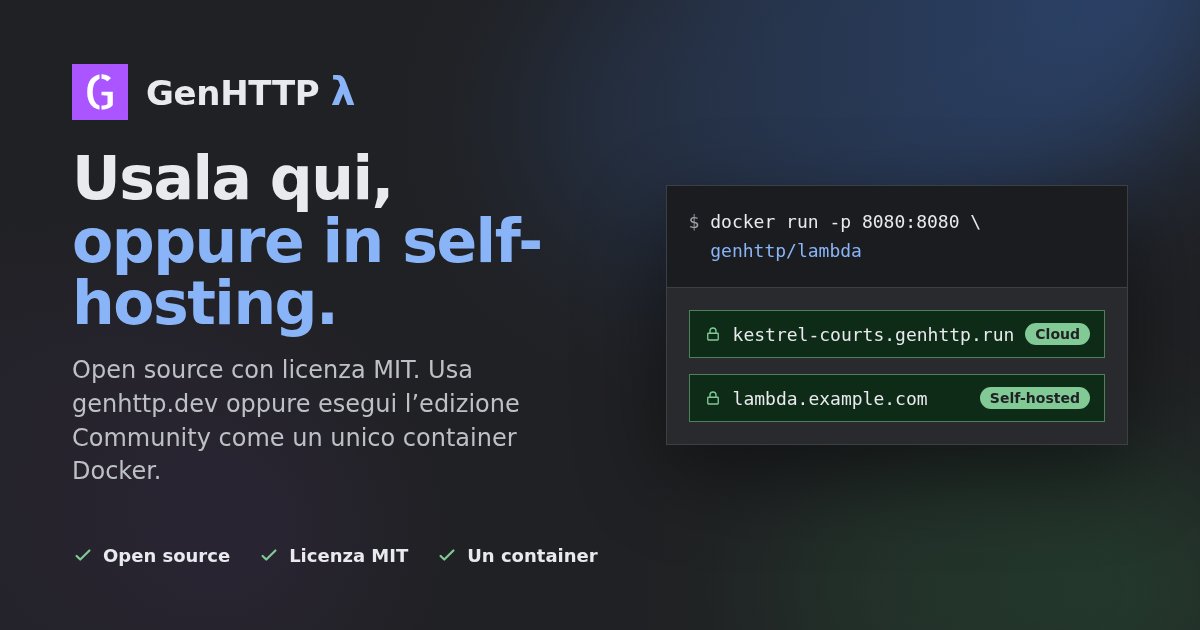 GenHTTP λ
Usala qui,
oppure in self-
hosting.
Open source con licenza MIT. Usa
genhttp.dev oppure esegui l’edizione
Community come un unico container
Docker.
Open source
Licenza MIT
Un container
$ docker run -p 8080:8080 \
genhttp/lambda
kestrel-courts.genhttp.run Cloud
lambda.example.com Self-hosted